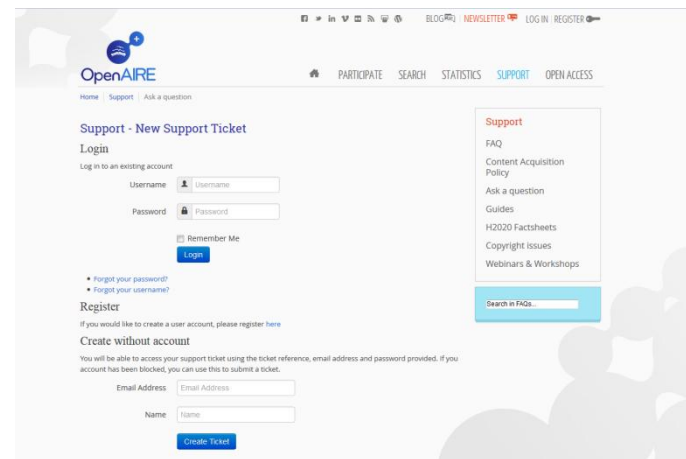 BLOG | NEWSLETTER | LOG IN | REGISTER
OpenAIRE
PARTICIPATE SEARCH STATISTICS SUPPORT OPEN ACCESS
Home Support Ask a question
Support - New Support Ticket
Login
Log in to an existing account
Username Username
Password Password
Remember Me
Login
Forgot your password?
Forgot your username?
Register
If you would like to create a user account, please register here
Create without account
You will be able to access your support ticket using the ticket reference, email address and password provided. If you
account has been blocked, you can use this to submit a ticket.
Email Address Email Address
Name Name
Create Ticket
Support
FAQ
Content Acquisition
Policy
Ask a question
Guides
H2020 Factsheets
Copyright issues
Webinars & Workshops
Search in FAQs...